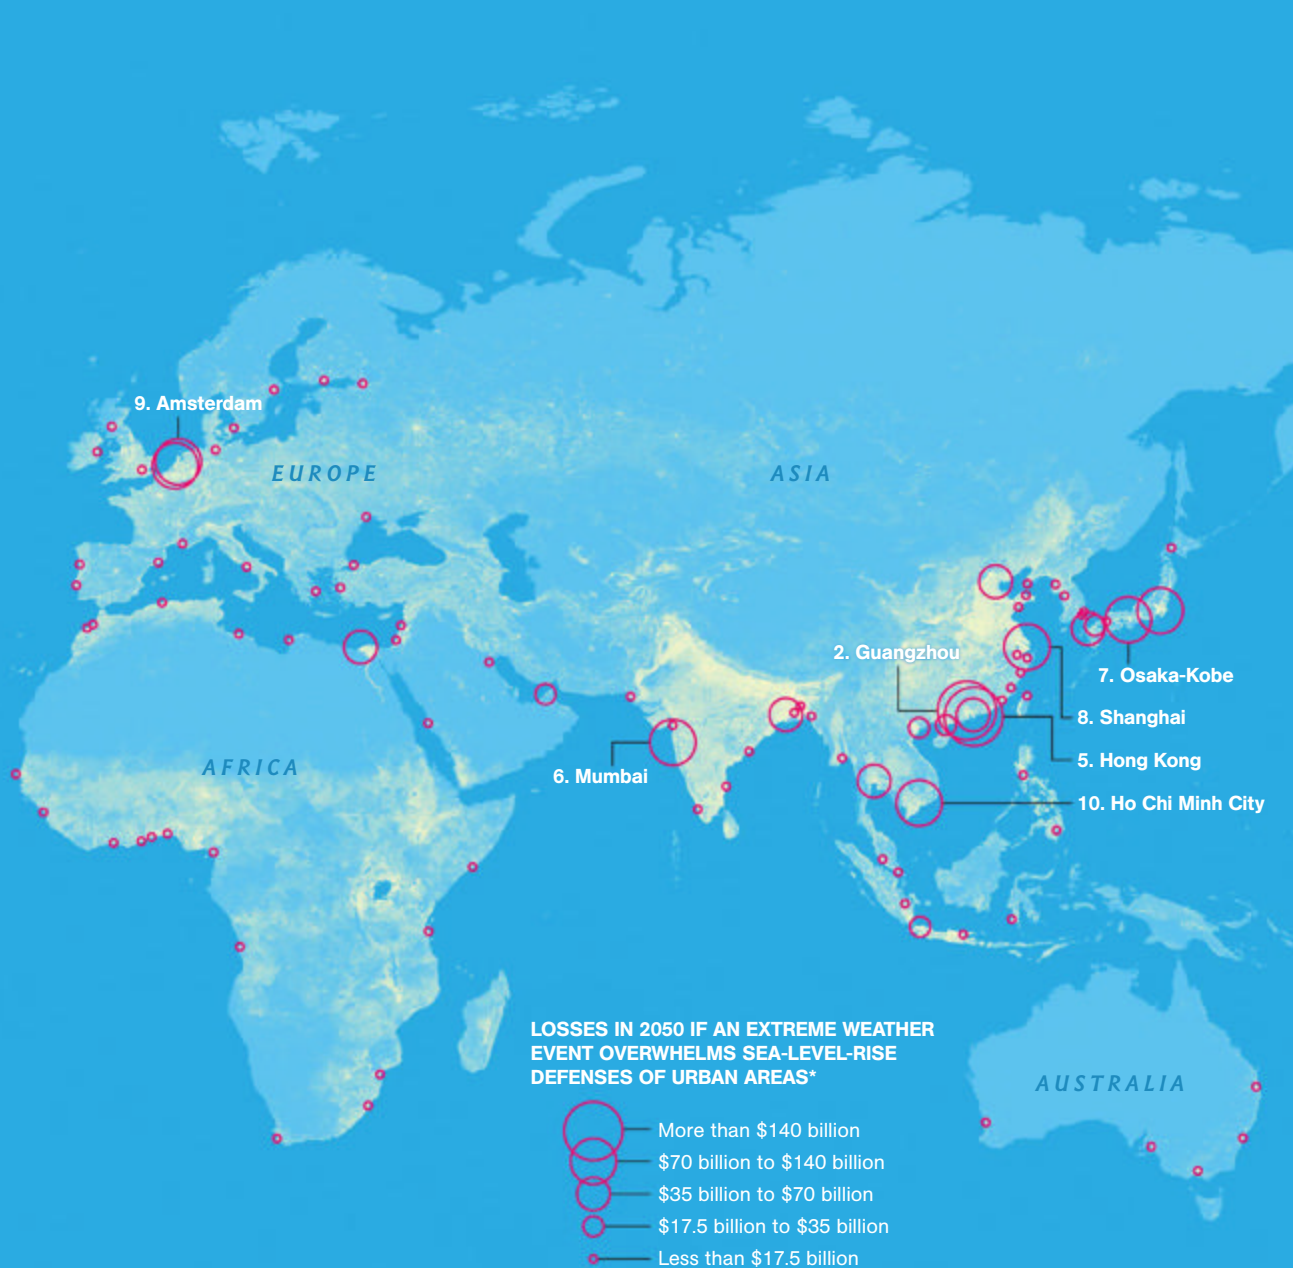 9. Amsterdam
EUROPE
ASIA
2. Guangzhou
7. Osaka-Kobe
8. Shanghai
5. Hong Kong
6. Mumbai
AFRICA
10. Ho Chi Minh City
LOSSES IN 2050 IF AN EXTREME WEATHER
EVENT OVERWHELMS SEA-LEVEL-RISE
DEFENSES OF URBAN AREAS*
AUSTRALIA
More than $140 billion
$70 billion to $140 billion
$35 billion to $70 billion
$17.5 billion to $35 billion
Less than $17.5 billion